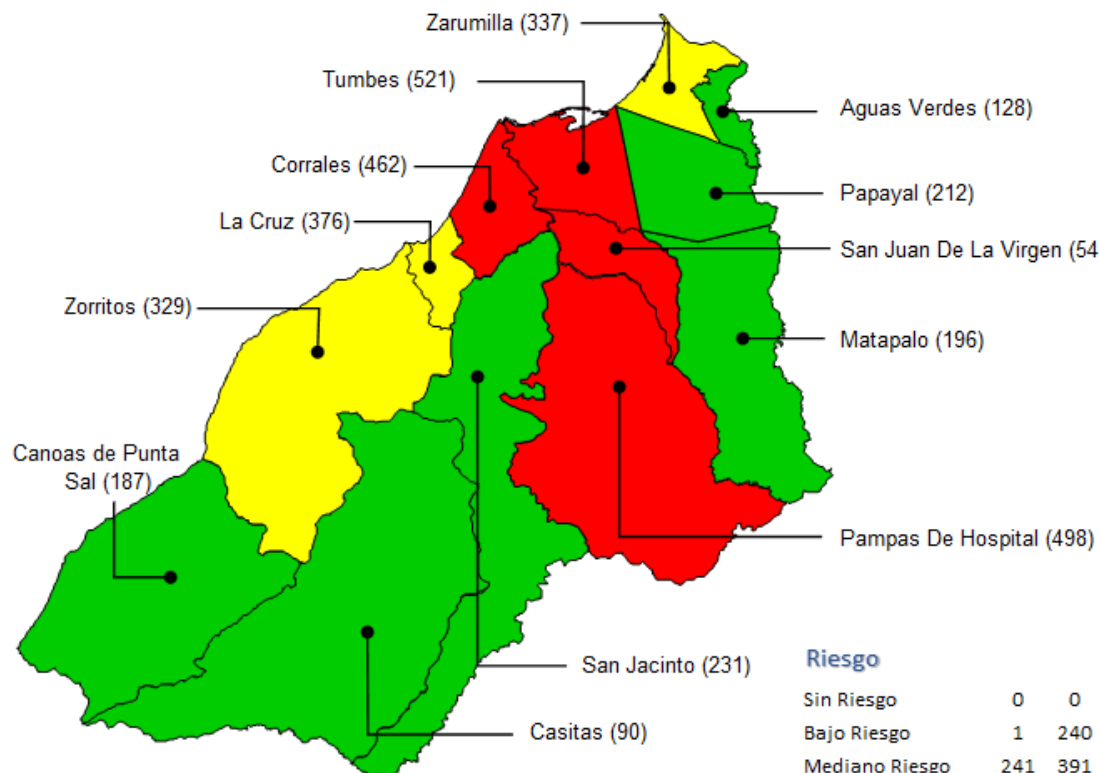 Zarumilla (337)
Tumbes (521)
Aguas Verdes (128)
Corrales (462)
Papayal (212)
La Cruz (376)
San Juan De La Virgen (54
Zorritos (329)
Matapalo (196)
Canoas de Punta
Sal (187)
Pampas De Hospital (498)
San Jacinto (231)
Casitas (90)
Riesgo
Sin Riesgo 0 0
Bajo Riesgo 1 240
Mediano Riesgo 241 391